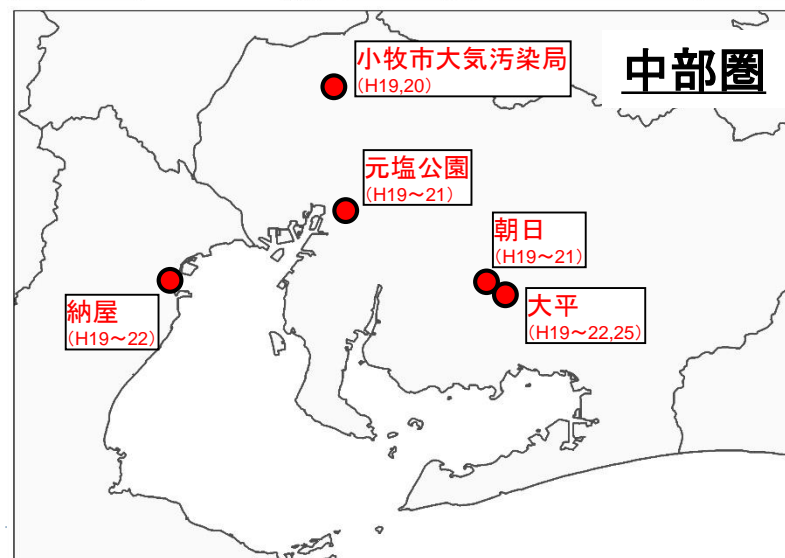 中部圏
小牧市大気汚染局
(H19,20)
元塩公園
(H19～21)
朝日
(H19～21)
大平
(H19～22,25)
納屋
(H19～22)